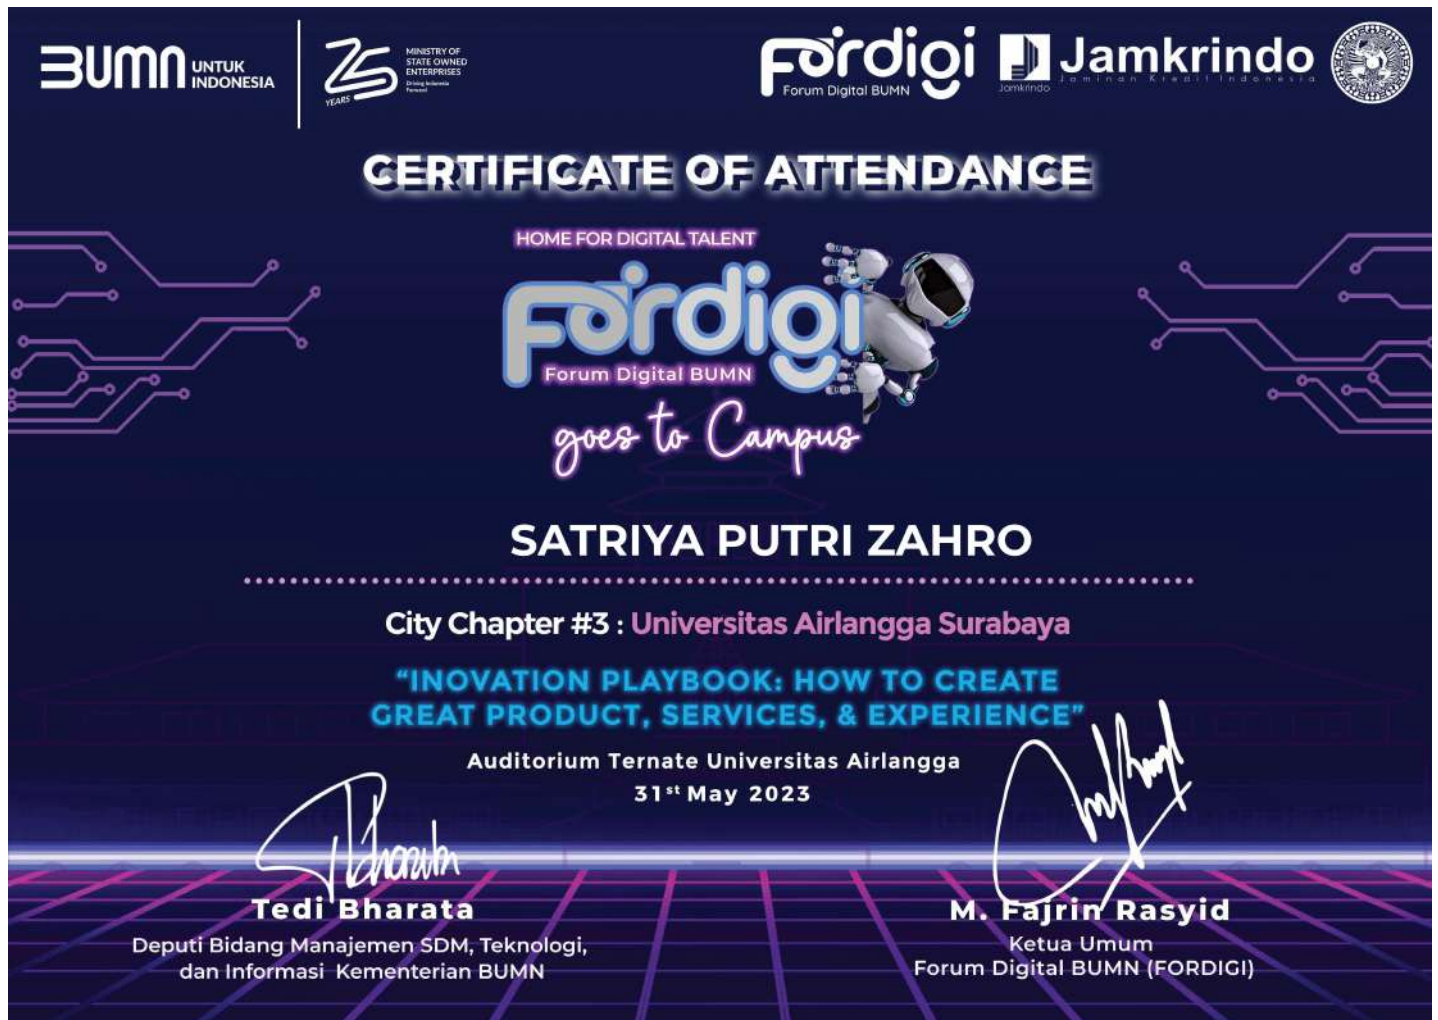 BUMN UNTUK
INDONESIA
25
YEARS
MINISTRY OF
STATE OWNED
ENTERPRISES
Driving Indonesia
Forward
Fordigi
Forum Digital BUMN
Jamkrindo
Jamkrindo
Jaminan Kredit Indonesia
CERTIFICATE OF ATTENDANCE
HOME FOR DIGITAL TALENT
Fordigi
Forum Digital BUMN
goes to Campus
SATRIYA PUTRI ZAHRO
City Chapter #3 : Universitas Airlangga Surabaya
“INOVATION PLAYBOOK: HOW TO CREATE
GREAT PRODUCT, SERVICES, & EXPERIENCE”
Auditorium Ternate Universitas Airlangga
31st May 2023
Tedi Bharata
Deputi Bidang Manajemen SDM, Teknologi,
dan Informasi Kementerian BUMN
M. Fajrin Rasyid
Ketua Umum
Forum Digital BUMN (FORDIGI)